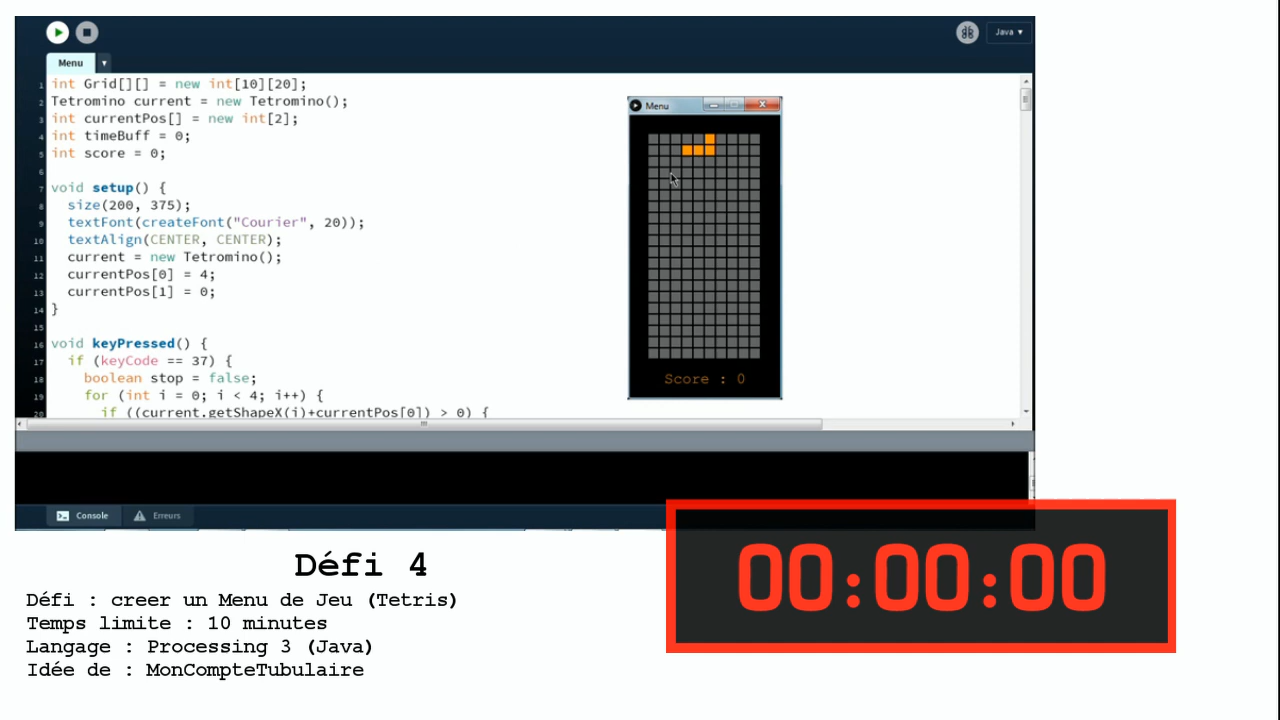 Java ▾
Menu ▾
1 int Grid[][] = new int[10][20];
2 Tetromino current = new Tetromino();
3 int currentPos[] = new int[2];
4 int timeBuff = 0;
5 int score = 0;
6
7 void setup() {
8 size(200, 375);
9 textFont(createFont("Courier", 20));
10 textAlign(CENTER, CENTER);
11 current = new Tetromino();
12 currentPos[0] = 4;
13 currentPos[1] = 0;
14 }
15
16 void keyPressed() {
17 if (keyCode == 37) {
18 boolean stop = false;
19 for (int i = 0; i < 4; i++) {
20 if ((current.getShapeX(i)+currentPos[0]) > 0) {
Menu
Score : 0
Console
Erreurs
00:00:00
Défi 4
Défi : creer un Menu de Jeu (Tetris)
Temps limite : 10 minutes
Langage : Processing 3 (Java)
Idée de : MonCompteTubulaire